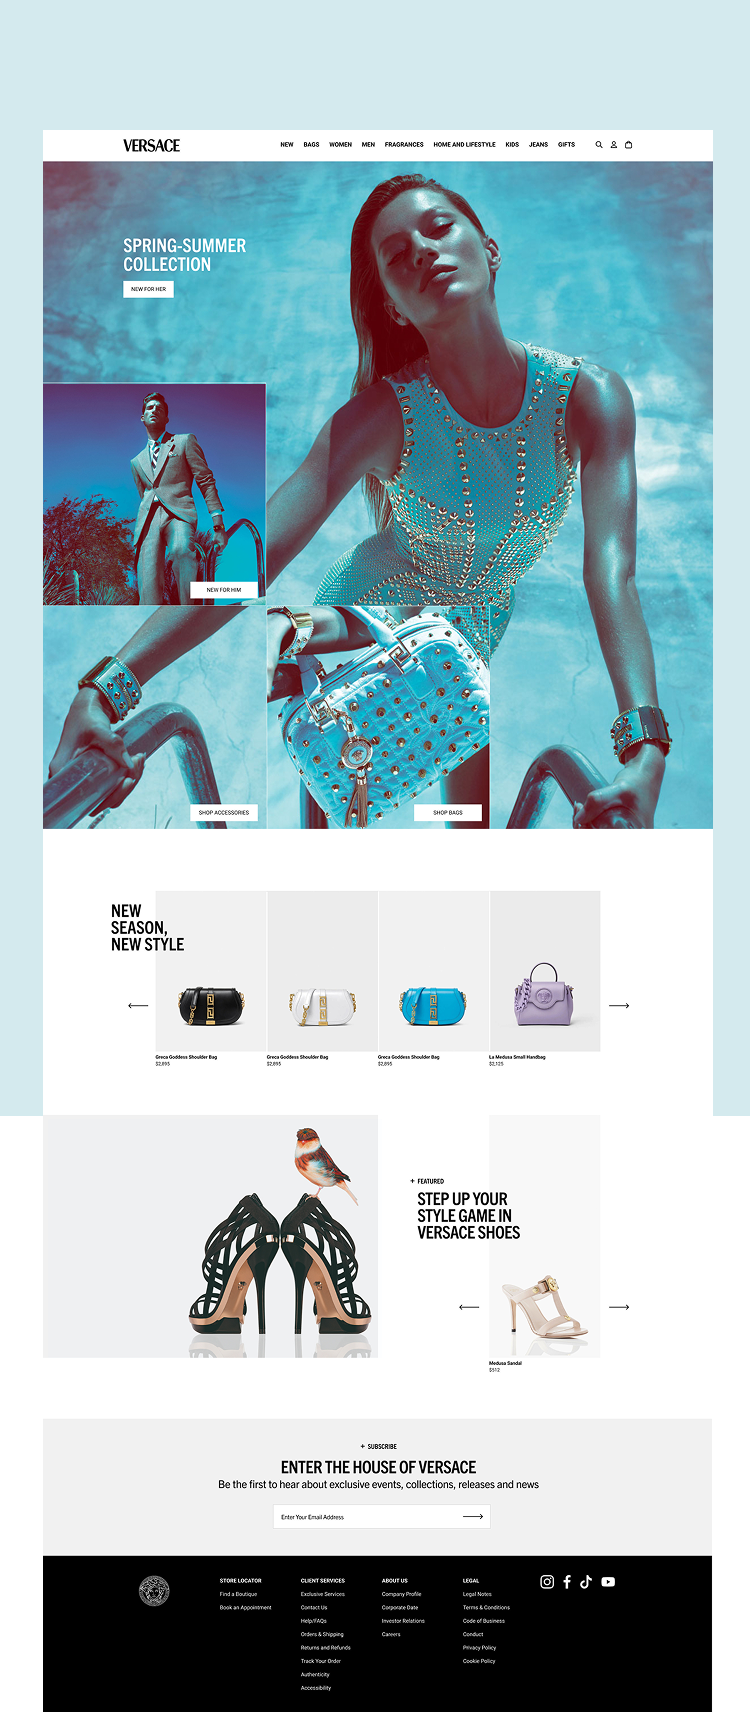 VERSACE
NEW BAGS WOMEN MEN FRAGRANCES HOME AND LIFESTYLE KIDS JEANS GIFTS
SPRING-SUMMER
COLLECTION
NEW FOR HER
NEW FOR HIM
SHOP ACCESSORIES
SHOP BAGS
NEW
SEASON,
NEW STYLE
Greca Goddess Shoulder Bag
$2,895
Greca Goddess Shoulder Bag
$2,895
Greca Goddess Shoulder Bag
$2,895
La Medusa Small Handbag
$2,125
+ FEATURED
STEP UP YOUR
STYLE GAME IN
VERSACE SHOES
Medusa Sandal
$512
+ SUBSCRIBE
ENTER THE HOUSE OF VERSACE
Be the first to hear about exclusive events, collections, releases and news
Enter Your Email Address
STORE LOCATOR
Find a Boutique
Book an Appointment
CLIENT SERVICES
Exclusive Services
Contact Us
Help/FAQs
Orders & Shipping
Returns and Refunds
Track Your Order
Authenticity
Accessibility
ABOUT US
Company Profile
Corporate Date
Investor Relations
Careers
LEGAL
Legal Notes
Terms & Conditions
Code of Business
Conduct
Privacy Policy
Cookie Policy